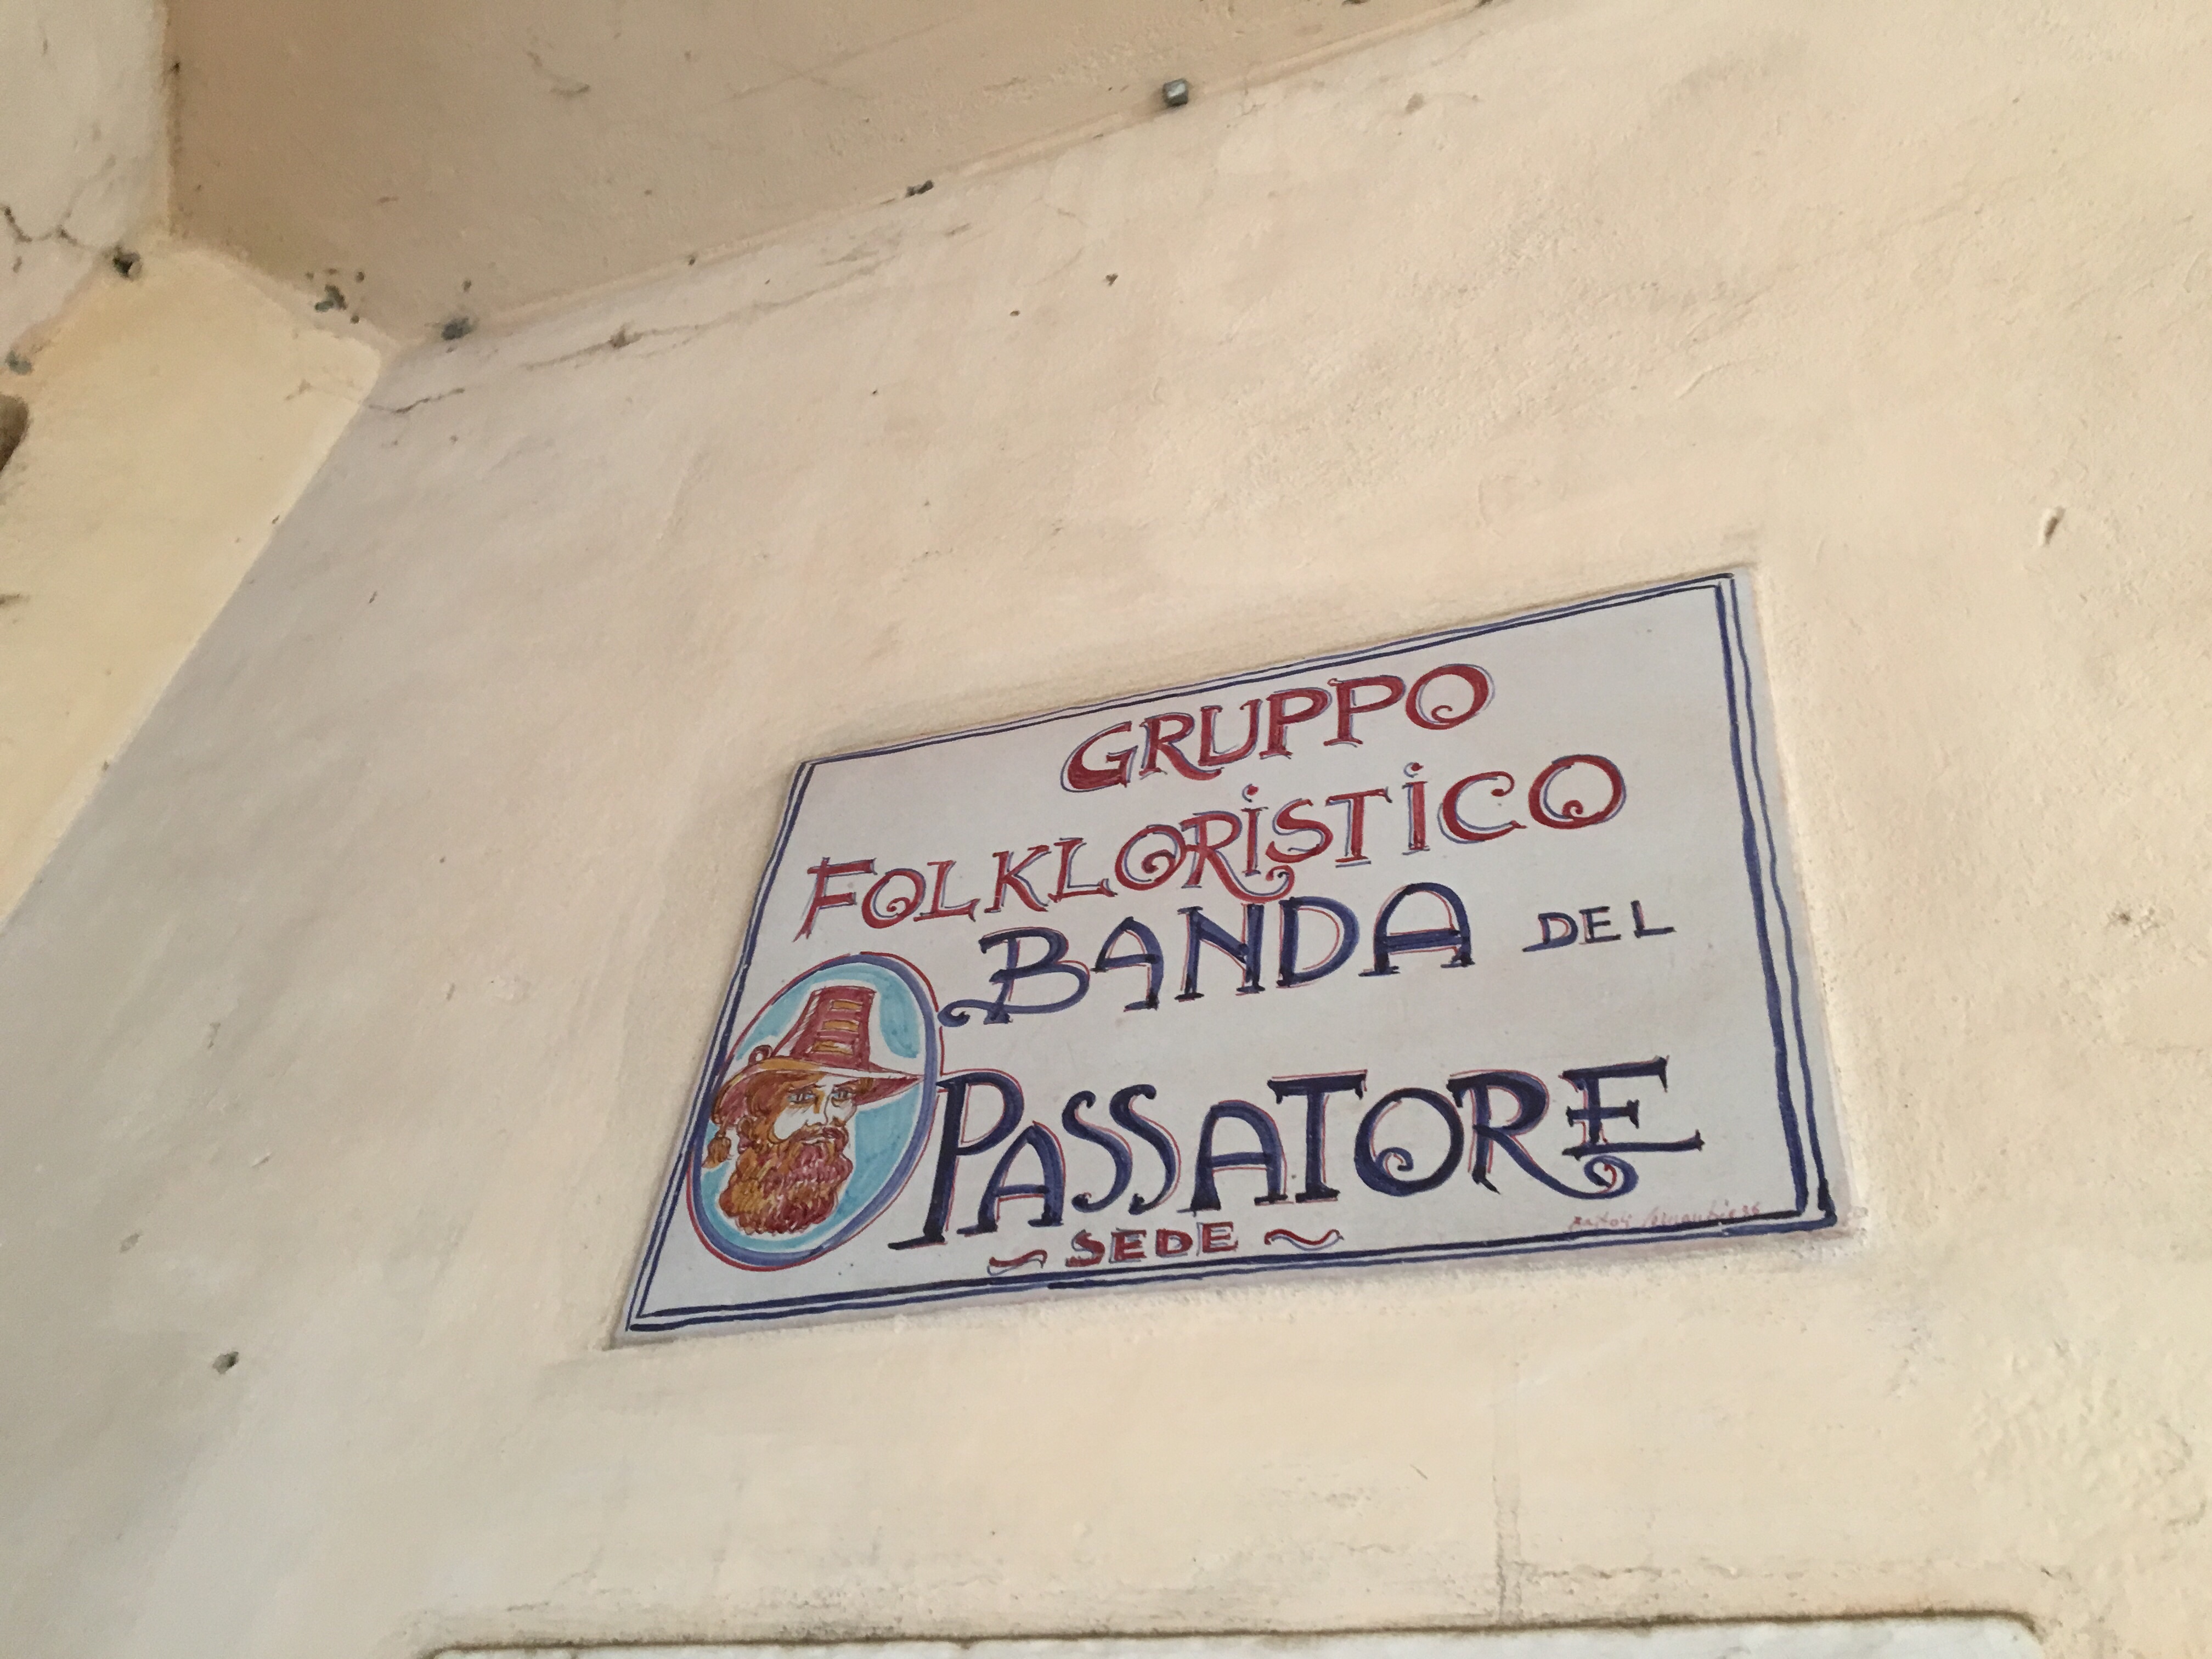 GRUPPO
FOLKLORISTICO
BANDA DEL
PASSATORE
~ SEDE ~